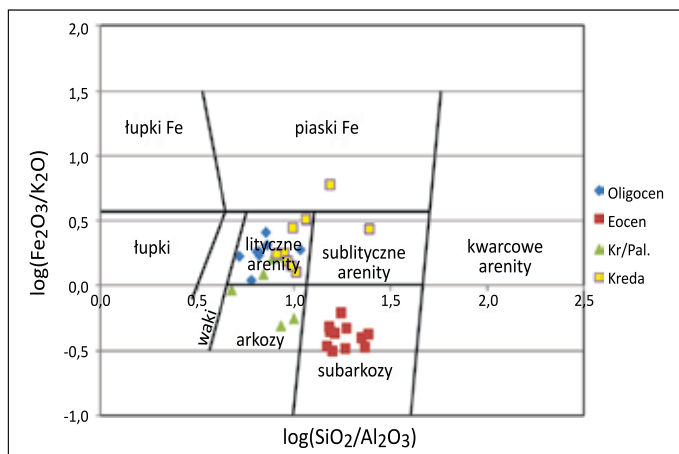 2,0
1,5
łupki Fe
piaski Fe
1,0
log(Fe₂O₃/K₂O)
0,5
łupki
lityczne
arenity
sublityczne
arenity
kwarcowe
arenity
0,0
0,0
0,5
1,0
1,5
2,0
2,5
waki
arkozy
-0,5
subarkozy
-1,0
log(SiO₂/Al₂O₃)
Oligocen
Eocen
Kr/Pal.
Kreda